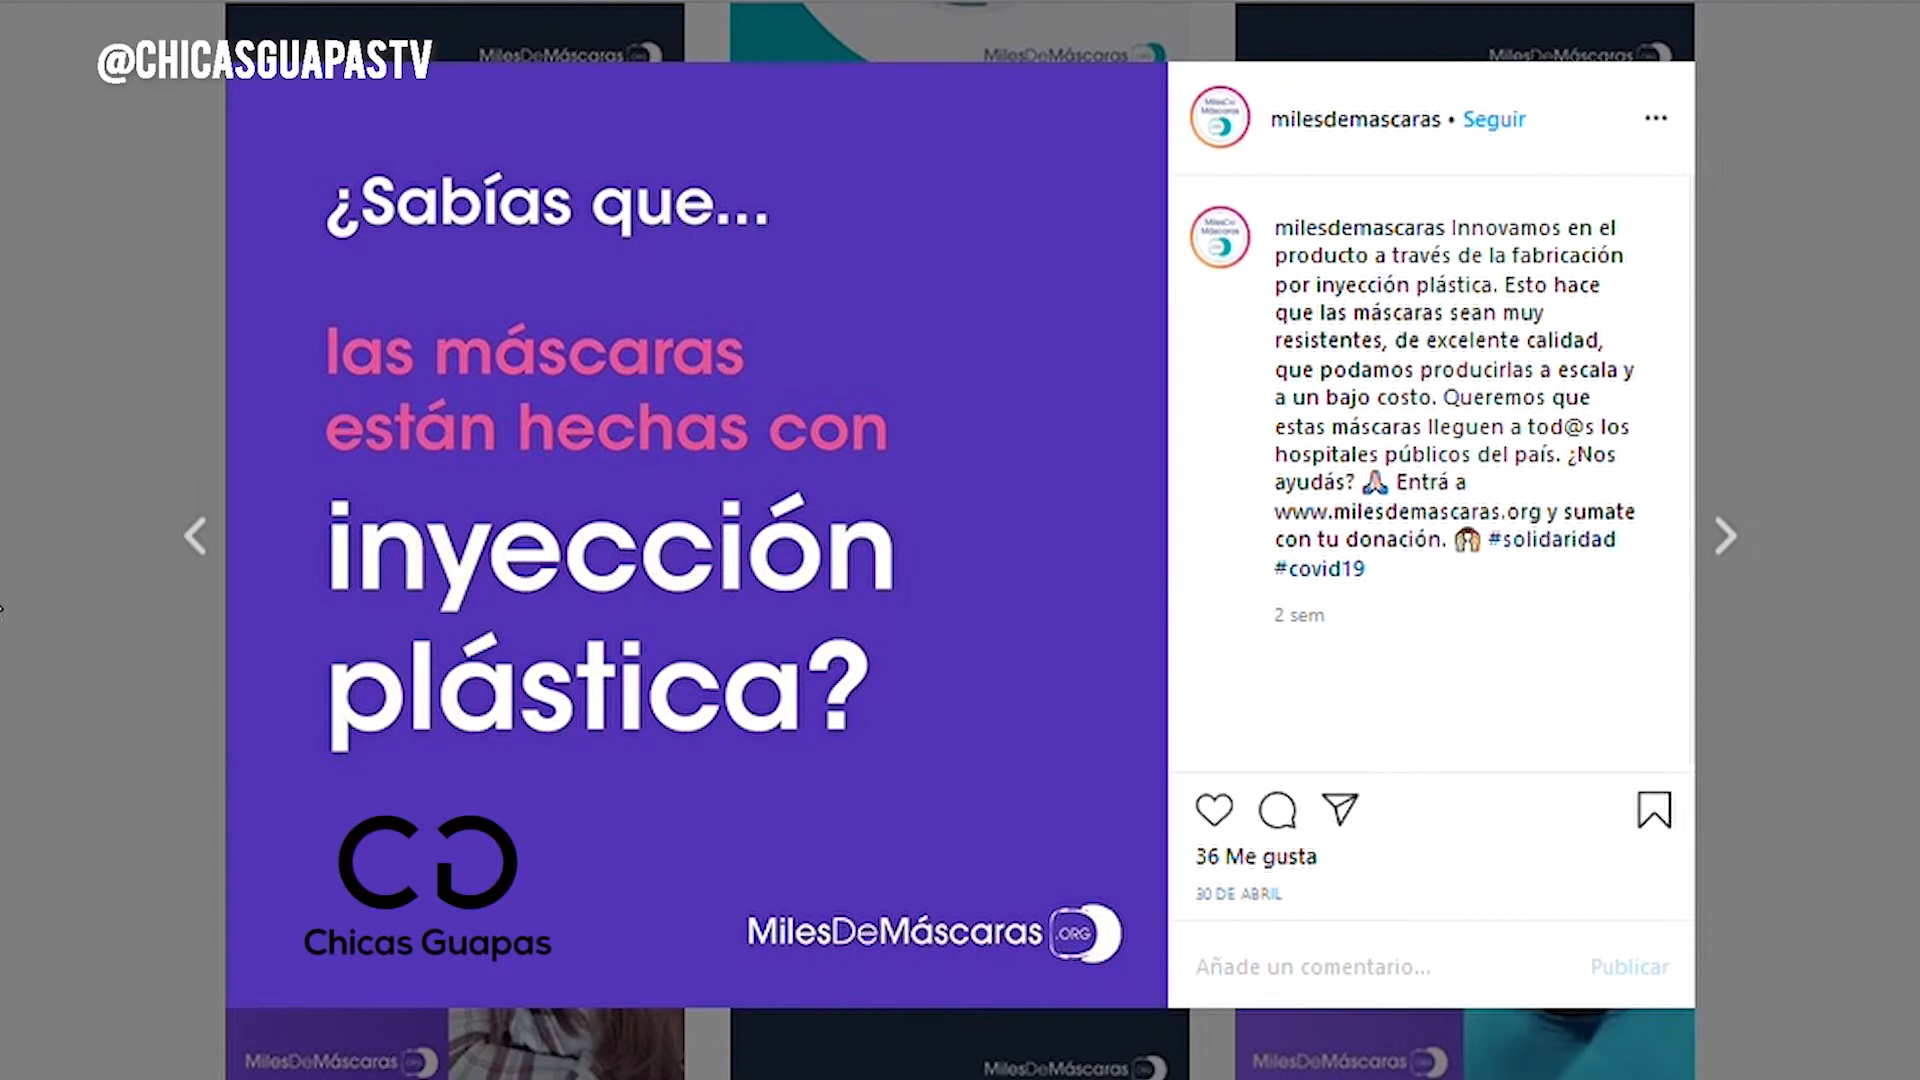 @CHICASGUAPASTV
MilesDeMáscaras
MilesDeMáscaras
MilesDeMáscaras
¿Sabías que...
las máscaras
están hechas con
inyección
plástica?
Chicas Guapas
MilesDeMáscaras .ORG
milesdemascaras • Seguir
milesdemascaras Innovamos en el
producto a través de la fabricación
por inyección plástica. Esto hace
que las máscaras sean muy
resistentes, de excelente calidad,
que podamos producirlas a escala y
a un bajo costo. Queremos que
estas máscaras lleguen a tod@s los
hospitales públicos del país. ¿Nos
ayudás? 🙏 Entrá a
www.milesdemascaras.org y sumate
con tu donación. 🙌 #solidaridad
#covid19
2 sem
36 Me gusta
30 DE ABRIL
Añade un comentario... Publicar
MilesDeMáscaras
MilesDeMáscaras
MilesDeMáscaras